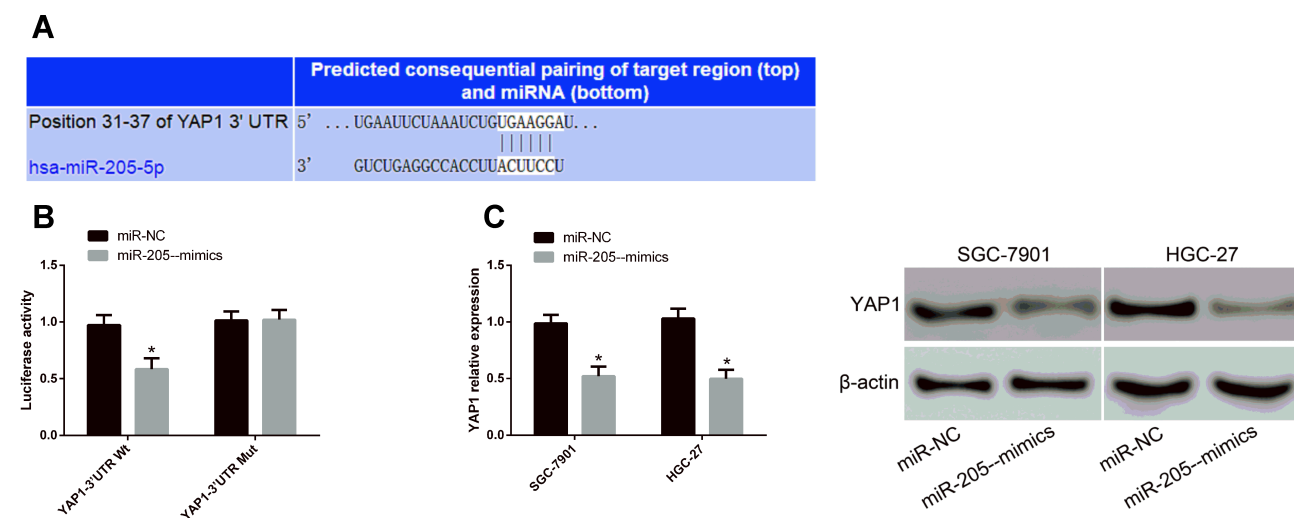 A
Predicted consequential pairing of target region (top)
and miRNA (bottom)
Position 31-37 of YAP1 3' UTR 5' ...UGAAUUCUAAAUCUGUGAAGGAU...
||||||
hsa-miR-205-5p 3' GUCUGAGGCCACCUUACUUCCU
B
miR-NC
miR-205--mimics
Luciferase activity
1.5
1.0
0.5
0.0
*
YAP1-3'UTR Wt
YAP1-3'UTR Mut
C
miR-NC
miR-205--mimics
YAP1 relative expression
1.5
1.0
0.5
0.0
*
*
SGC-7901
HGC-27
SGC-7901 HGC-27
YAP1
β-actin
miR-NC
miR-205--mimics
miR-NC
miR-205--mimics